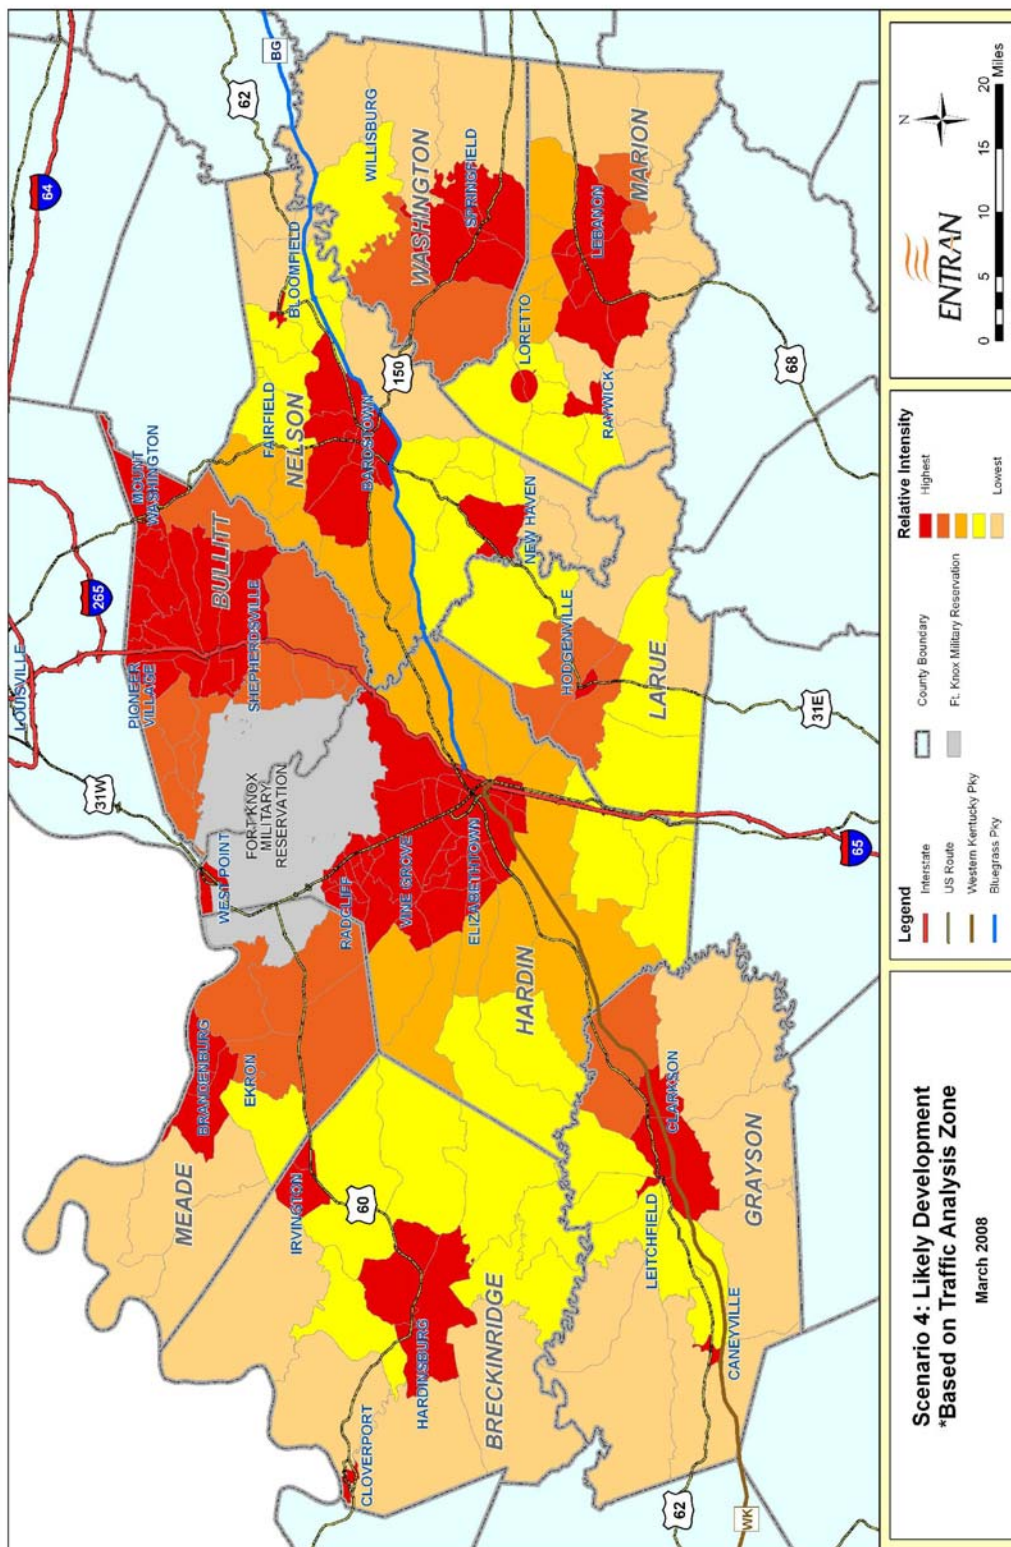 LOUISVILLE
64
265
31W
62
BG
PIONEER
VILLAGE
MOUNT
WASHINGTON
BULLITT
SHEPHERDSVILLE
WEST POINT
FORT KNOX
MILITARY
RESERVATION
BRANDENBURG
MEADE
EKRON
RADCLIFF
VINE GROVE
ELIZABETHTOWN
IRVINGTON
60
CLOVERPORT
HARDINSBURG
BRECKINRIDGE
HARDIN
FAIRFIELD
NELSON
BLOOMFIELD
BARDSTOWN
150
WILLISBURG
WASHINGTON
SPRINGFIELD
NEW HAVEN
LORETTO
RAYWICK
LEBANON
MARION
HODGENVILLE
LARUE
LEITCHFIELD
CLARKSON
GRAYSON
CANEYVILLE
62
WK
65
31E
68
Scenario 4: Likely Development
*Based on Traffic Analysis Zone
March 2008
Legend
Interstate
US Route
Western Kentucky Pky
Bluegrass Pky
County Boundary
Ft. Knox Military Reservation
Relative Intensity
Highest
Lowest
ENTRAN
N
0 5 10 15 20
Miles